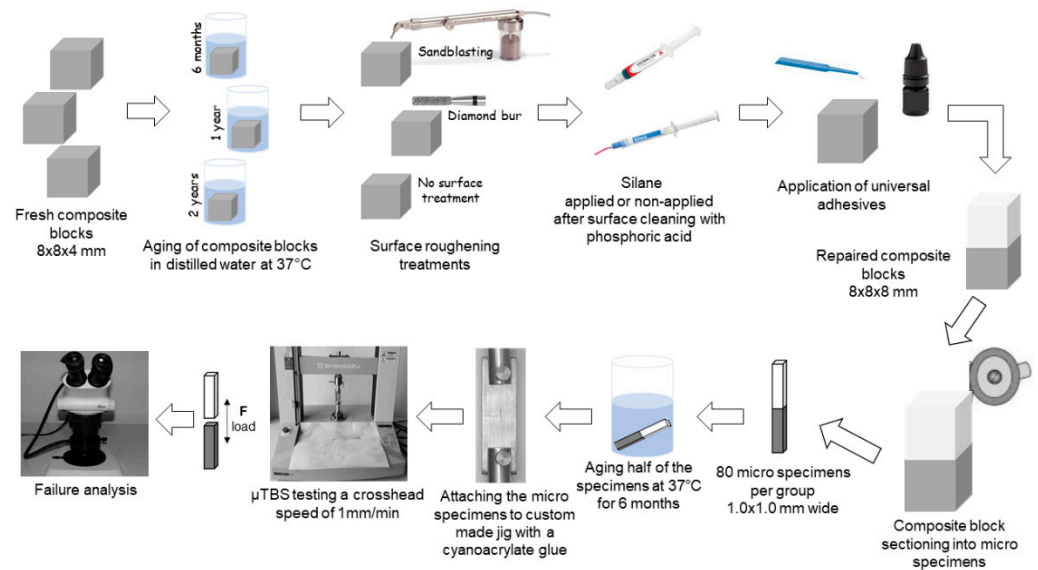 6 months
1 year
2 years
Sandblasting
Diamond bur
No surface
treatment
Fresh composite
blocks
8x8x4 mm
Aging of composite blocks
in distilled water at 37°C
Surface roughening
treatments
Silane
applied or non-applied
after surface cleaning with
phosphoric acid
Application of universal
adhesives
Repaired composite
blocks
8x8x8 mm
Composite block
sectioning into micro
specimens
80 micro specimens
per group
1.0x1.0 mm wide
Aging half of the
specimens at 37°C
for 6 months
Attaching the micro
specimens to custom
made jig with a
cyanoacrylate glue
SHIMADZU
µTBS testing a crosshead
speed of 1mm/min
F
load
Failure analysis